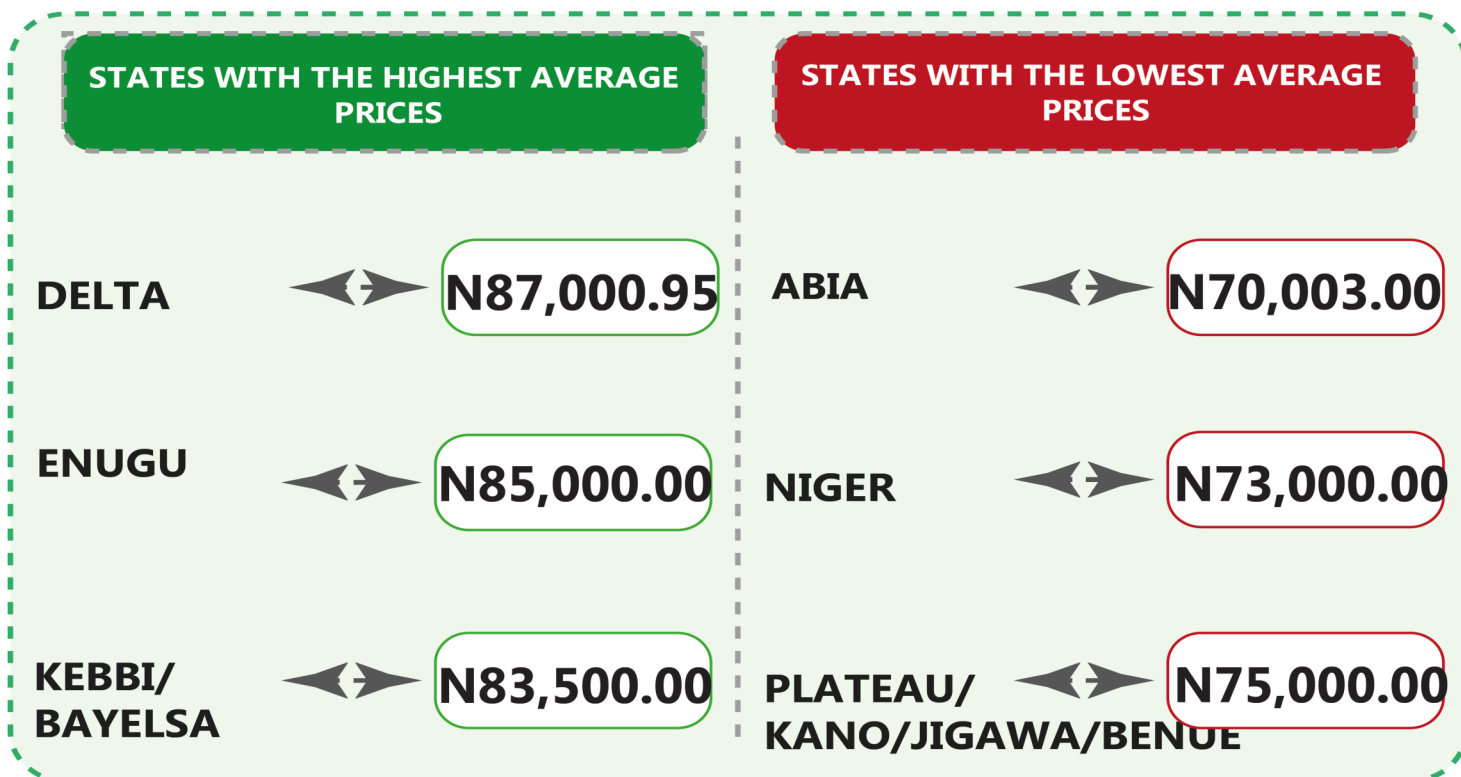 STATES WITH THE HIGHEST AVERAGE
PRICES
DELTA
N87,000.95
ENUGU
N85,000.00
KEBBI/
BAYELSA
N83,500.00
STATES WITH THE LOWEST AVERAGE
PRICES
ABIA
N70,003.00
NIGER
N73,000.00
PLATEAU/
KANO/JIGAWA/BENUE
N75,000.00